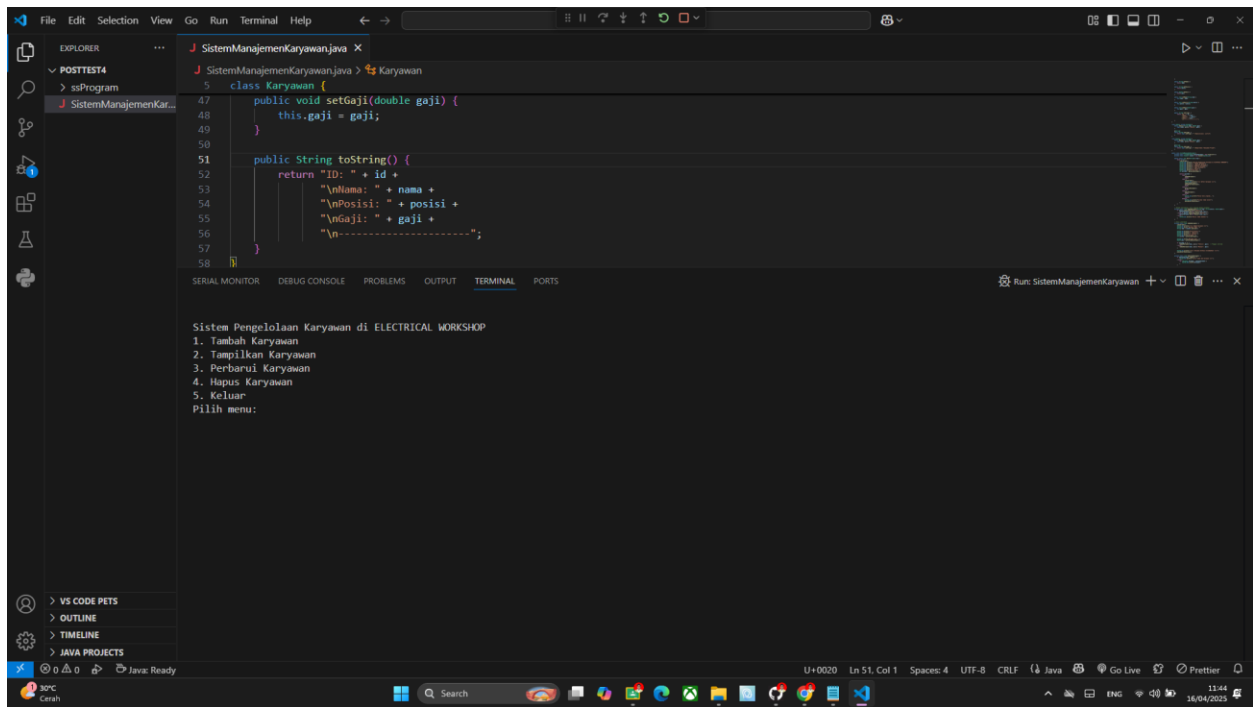 File Edit Selection View Go Run Terminal Help
EXPLORER
POSTTEST4
ssProgram
SistemManajemenKar...
VS CODE PETS
OUTLINE
TIMELINE
JAVA PROJECTS
SistemManajemenKaryawan.java
SistemManajemenKaryawan.java > Karyawan
5 class Karyawan {
47 public void setGaji(double gaji) {
48 this.gaji = gaji;
49 }
50
51 public String toString() {
52 return "ID: " + id +
53 "\nNama: " + nama +
54 "\nPosisi: " + posisi +
55 "\nGaji: " + gaji +
56 "\n----------------------";
57 }
58 }
SERIAL MONITOR DEBUG CONSOLE PROBLEMS OUTPUT TERMINAL PORTS
Run: SistemManajemenKaryawan
Sistem Pengelolaan Karyawan di ELECTRICAL WORKSHOP
1. Tambah Karyawan
2. Tampilkan Karyawan
3. Perbarui Karyawan
4. Hapus Karyawan
5. Keluar
Pilih menu:
0 0 Java: Ready
U+0020 Ln 51, Col 1 Spaces: 4 UTF-8 CRLF Java Go Live Prettier
30°C
Cerah
Search
ENG
11:44
16/04/2025